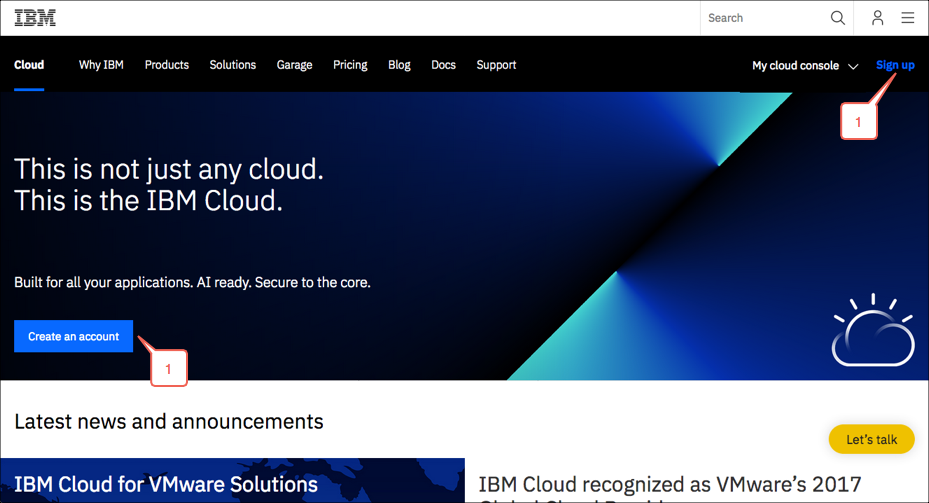 IBM
Search
Cloud Why IBM Products Solutions Garage Pricing Blog Docs Support My cloud console Sign up
1
This is not just any cloud.
This is the IBM Cloud.
Built for all your applications. AI ready. Secure to the core.
Create an account
1
Latest news and announcements
Let's talk
IBM Cloud for VMware Solutions
IBM Cloud recognized as VMware's 2017